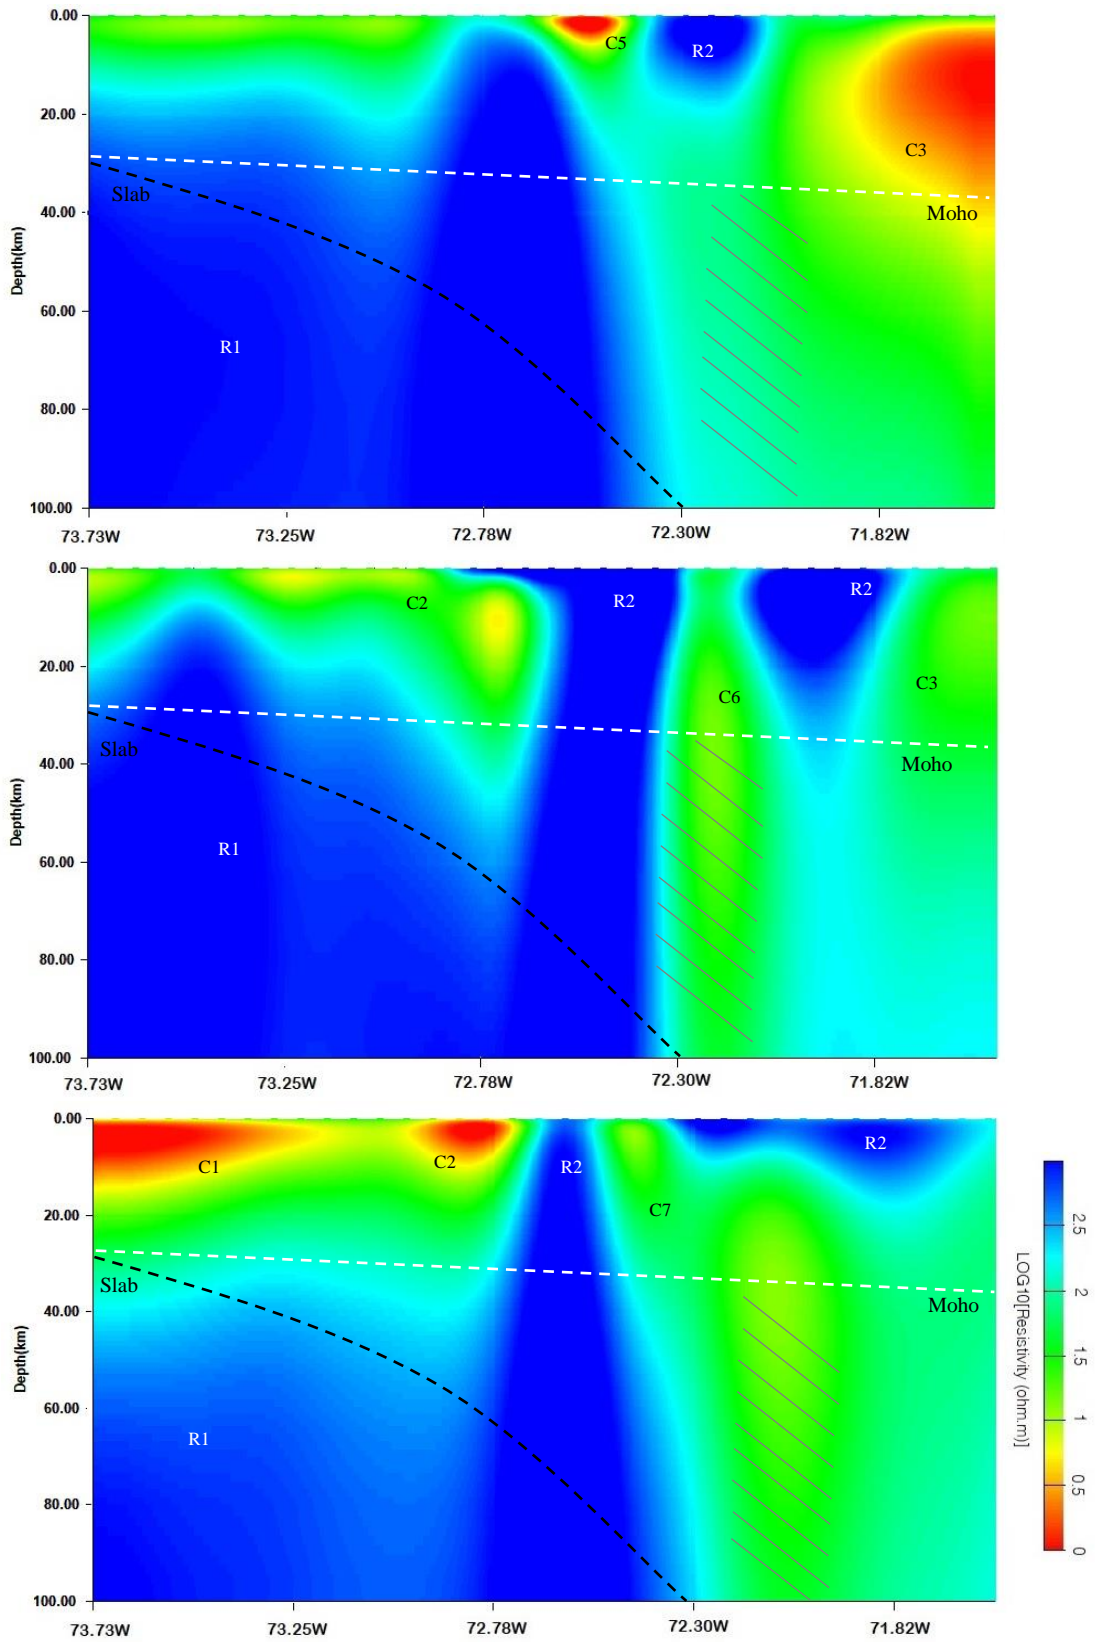 0.00
C5
R2
20.00
C3
Slab
40.00
Moho
Depth(km)
60.00
R1
80.00
100.00
73.73W 73.25W 72.78W 72.30W 71.82W
0.00
C2
R2
R2
20.00
C3
C6
Slab
40.00
Moho
Depth(km)
R1
60.00
80.00
100.00
73.73W 73.25W 72.78W 72.30W 71.82W
0.00
C1
C2
R2
R2
20.00
C7
Slab
40.00
Moho
Depth(km)
60.00
R1
80.00
100.00
73.73W 73.25W 72.78W 72.30W 71.82W
2.5
2
1.5
1
0.5
0
LOG10[Resistivity (ohm.m)]